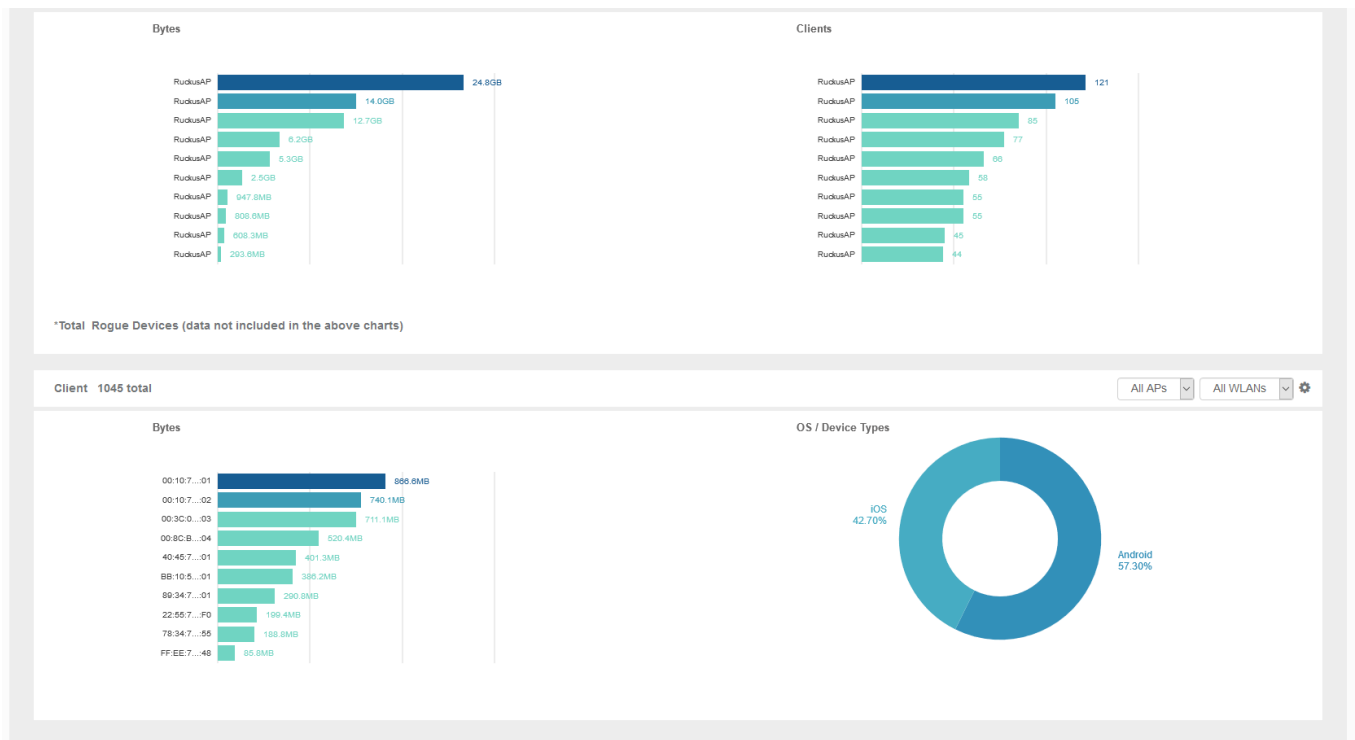 Bytes
RuckusAP 24.8GB
RuckusAP 14.0GB
RuckusAP 12.7GB
RuckusAP 6.2GB
RuckusAP 5.3GB
RuckusAP 2.5GB
RuckusAP 947.8MB
RuckusAP 808.6MB
RuckusAP 608.3MB
RuckusAP 293.6MB
Clients
RuckusAP 121
RuckusAP 105
RuckusAP 85
RuckusAP 77
RuckusAP 66
RuckusAP 58
RuckusAP 55
RuckusAP 55
RuckusAP 45
RuckusAP 44
*Total Rogue Devices (data not included in the above charts)
Client 1045 total
All APs All WLANs
Bytes
00:10:7...:01 866.6MB
00:10:7...:02 740.1MB
00:3C:0...:03 711.1MB
00:8C:B...:04 520.4MB
40:45:7...:01 401.3MB
BB:10:5...:01 386.2MB
89:34:7...:01 290.8MB
22:55:7...:F0 199.4MB
78:34:7...:55 188.8MB
FF:EE:7...:48 85.8MB
OS / Device Types
iOS
42.70%
Android
57.30%